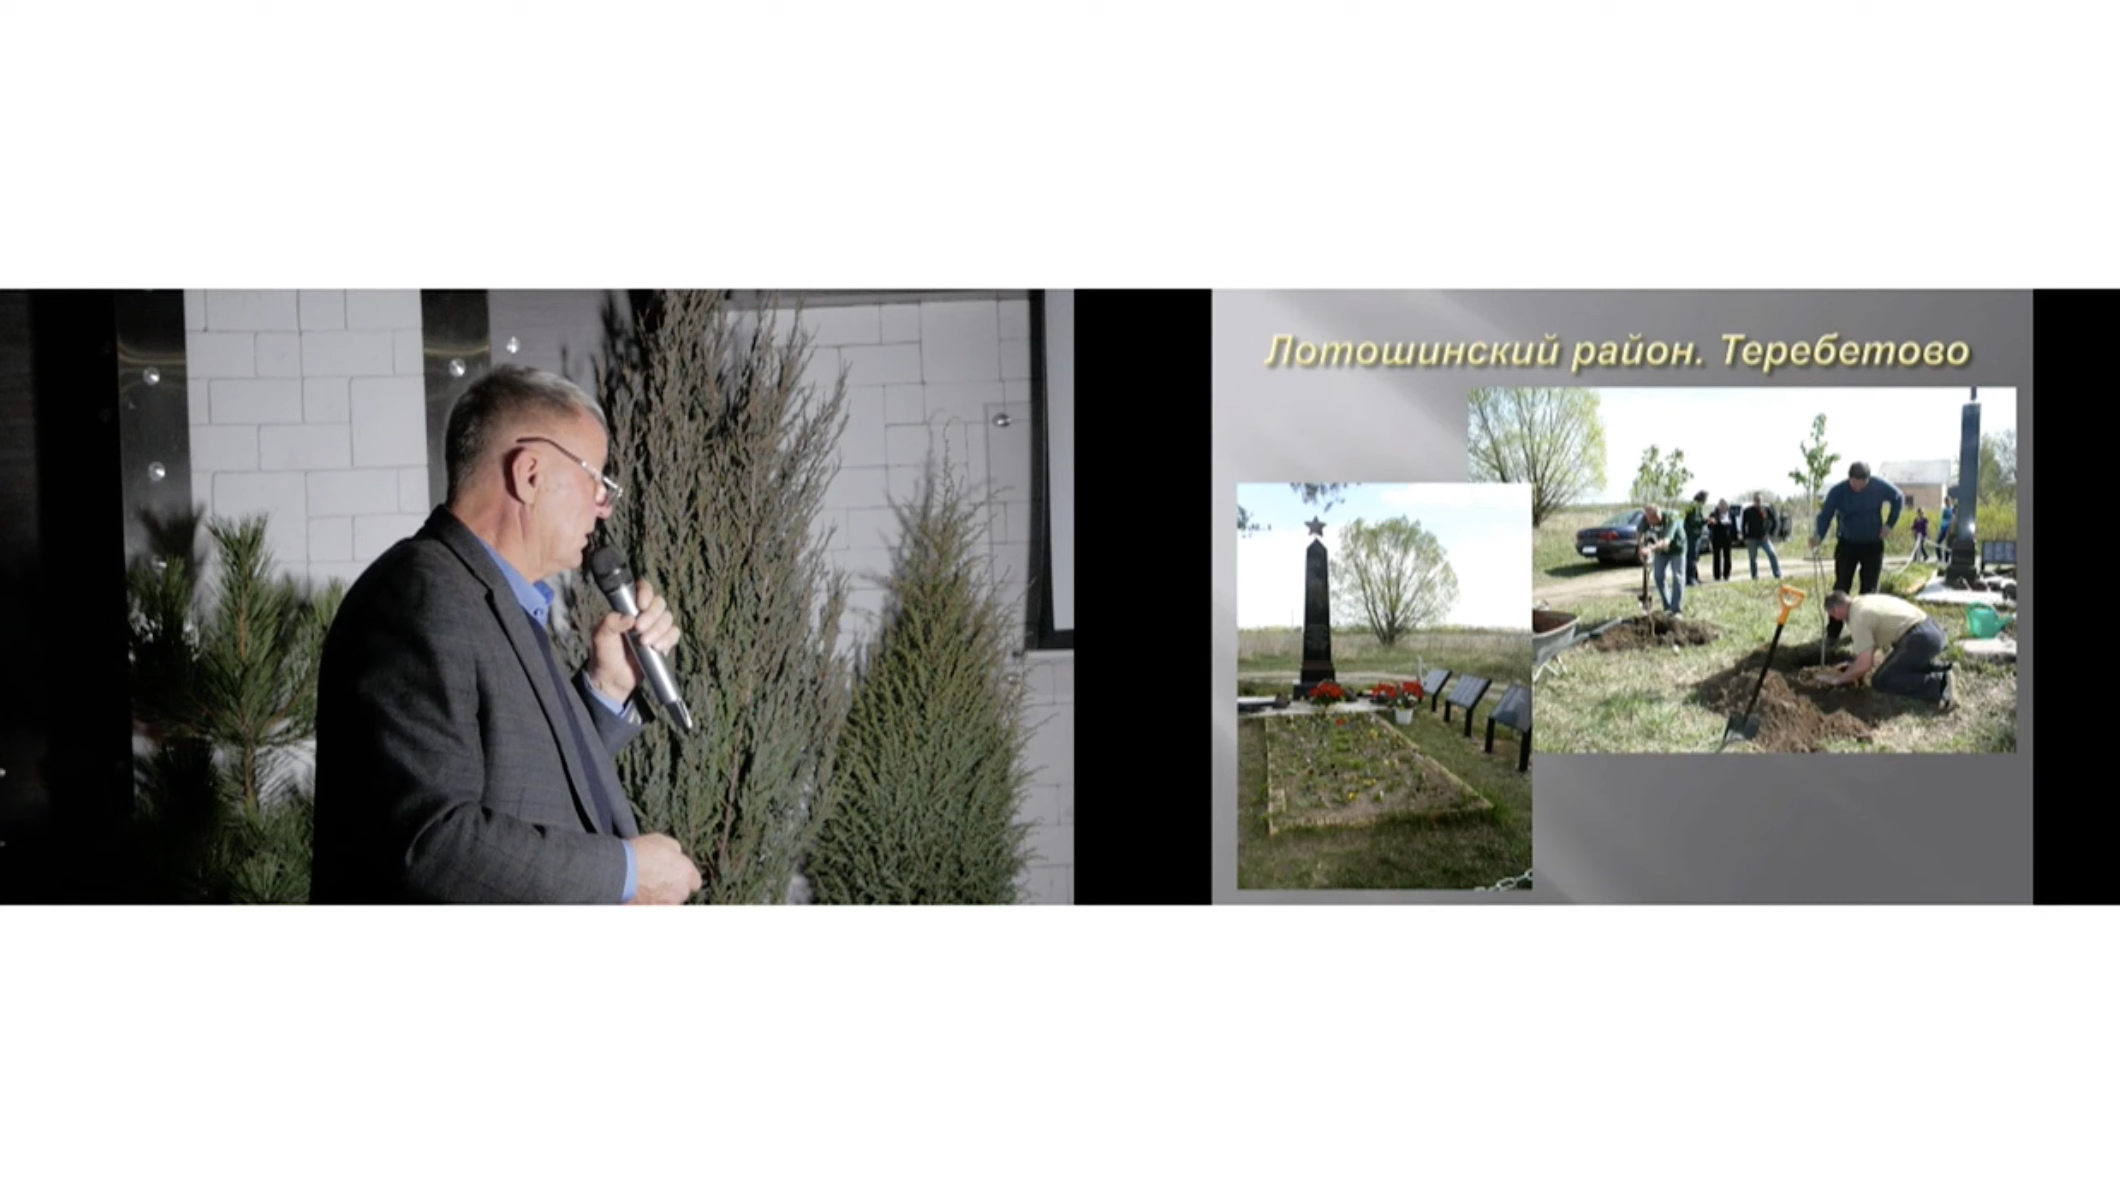 Лотошинский район. Теребетово